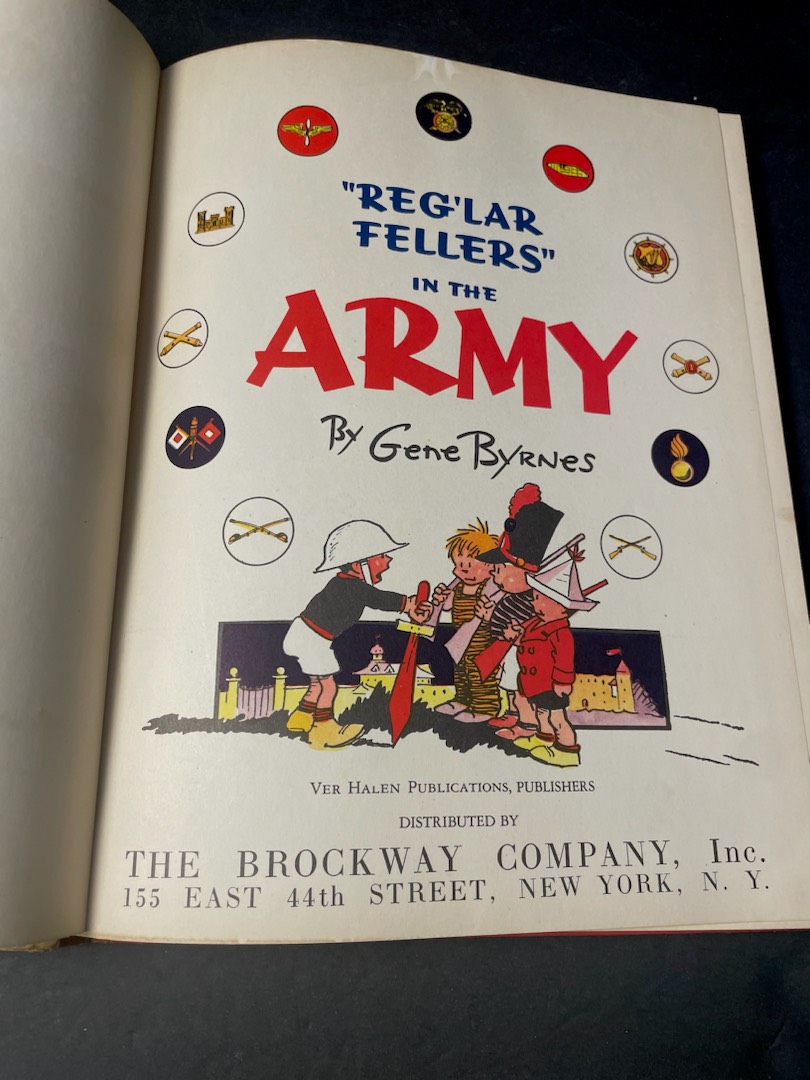 "REG'LAR
FELLERS"
IN THE
ARMY
By Gene Byrnes
VER HALEN PUBLICATIONS, PUBLISHERS
DISTRIBUTED BY
THE BROCKWAY COMPANY, Inc.
155 EAST 44th STREET, NEW YORK, N. Y.